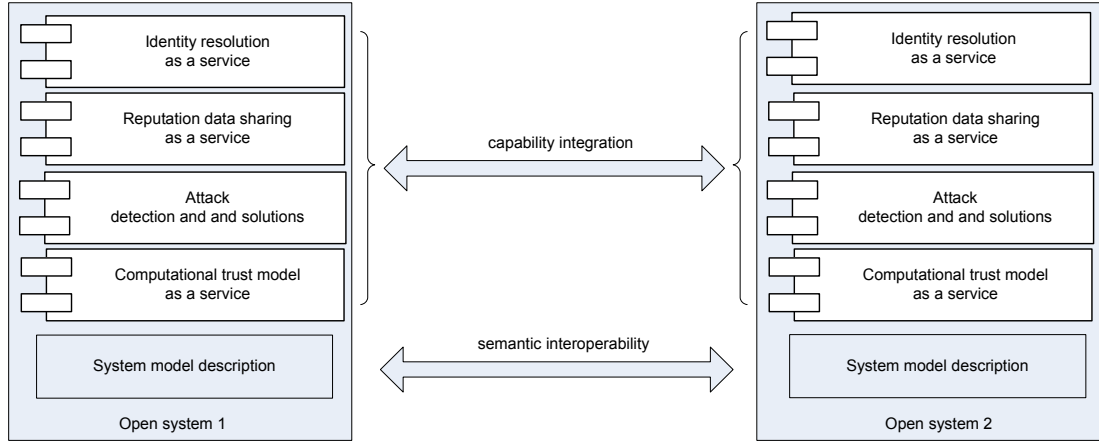 Identity resolution
as a service
Reputation data sharing
as a service
Attack
detection and and solutions
Computational trust model
as a service
System model description
Open system 1
capability integration
semantic interoperability
Identity resolution
as a service
Reputation data sharing
as a service
Attack
detection and and solutions
Computational trust model
as a service
System model description
Open system 2